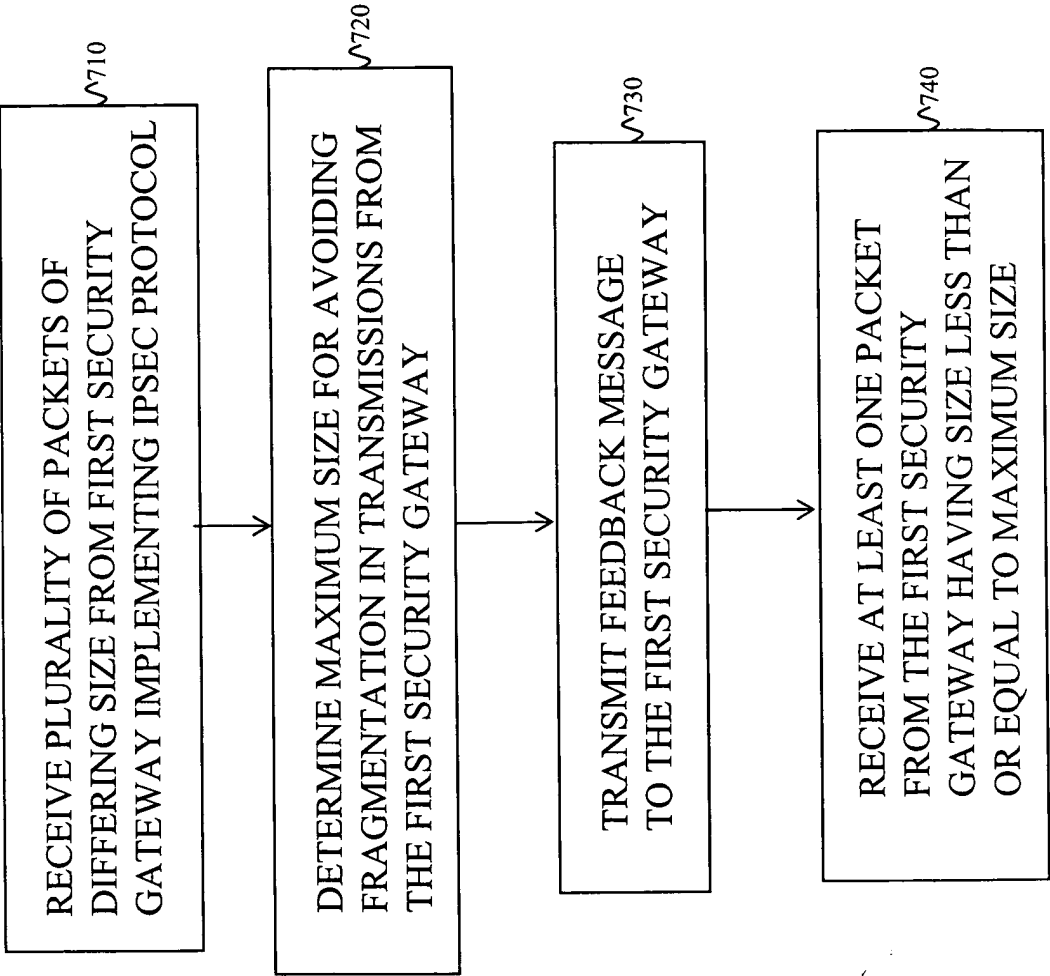 RECEIVE PLURALITY OF PACKETS OF
DIFFERING SIZE FROM FIRST SECURITY
GATEWAY IMPLEMENTING IPSEC PROTOCOL
710
DETERMINE MAXIMUM SIZE FOR AVOIDING
FRAGMENTATION IN TRANSMISSIONS FROM
THE FIRST SECURITY GATEWAY
720
TRANSMIT FEEDBACK MESSAGE
TO THE FIRST SECURITY GATEWAY
730
RECEIVE AT LEAST ONE PACKET
FROM THE FIRST SECURITY
GATEWAY HAVING SIZE LESS THAN
OR EQUAL TO MAXIMUM SIZE
740